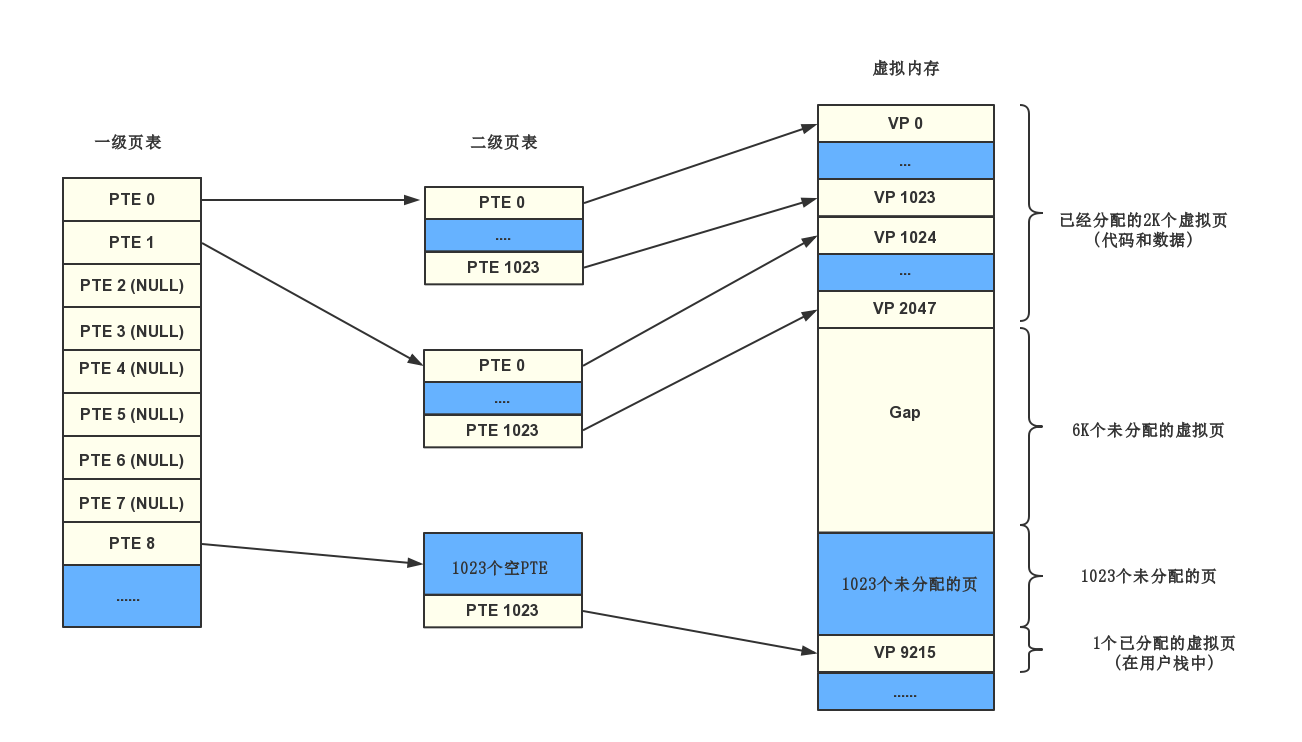 一级页表
PTE 0
PTE 1
PTE 2 (NULL)
PTE 3 (NULL)
PTE 4 (NULL)
PTE 5 (NULL)
PTE 6 (NULL)
PTE 7 (NULL)
PTE 8
......
二级页表
PTE 0
....
PTE 1023
PTE 0
....
PTE 1023
1023个空PTE
PTE 1023
虚拟内存
VP 0
...
VP 1023
VP 1024
...
VP 2047
Gap
1023个未分配的页
VP 9215
......
已经分配的2K个虚拟页
(代码和数据)
6K个未分配的虚拟页
1023个未分配的页
1个已分配的虚拟页
(在用户栈中)